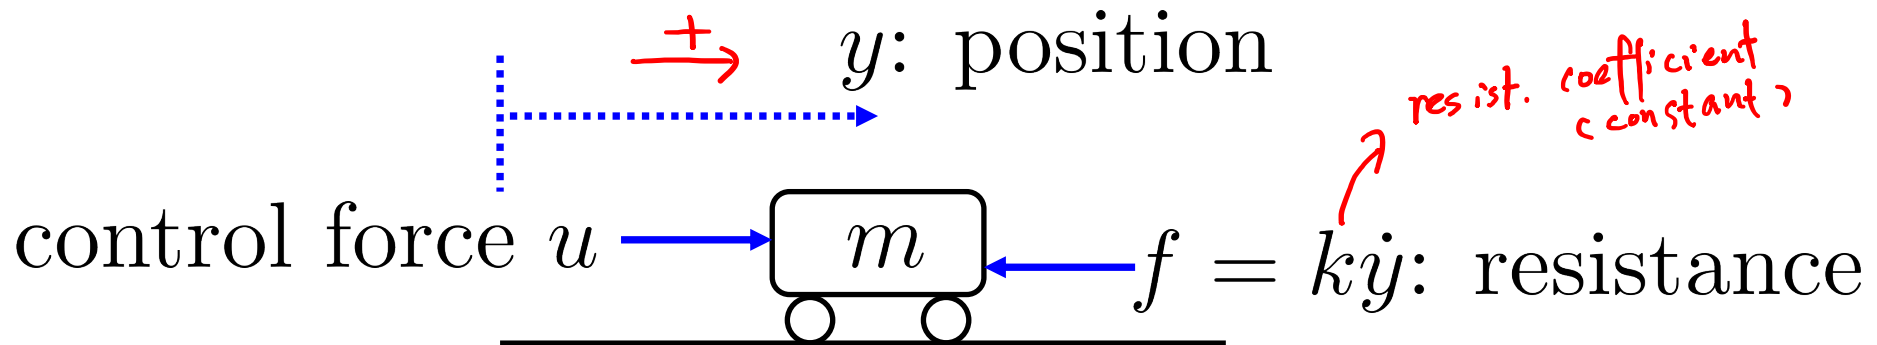 +
y: position
resist. coefficient
(constant)
control force u
m
f = kẏ: resistance